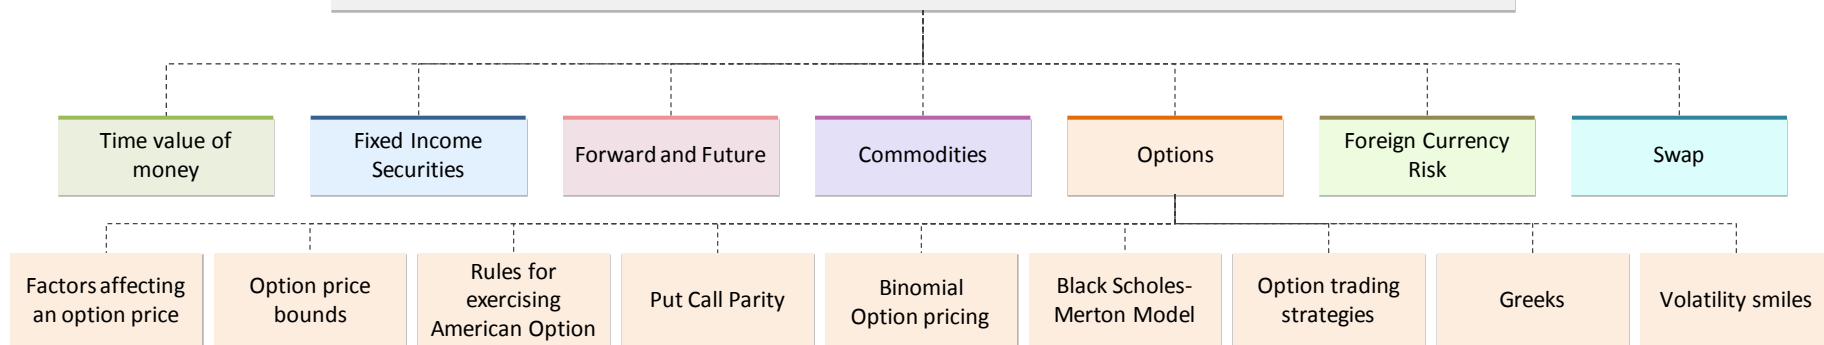 Time value of
money
Fixed Income
Securities
Forward and Future
Commodities
Options
Foreign Currency
Risk
Swap
Factors affecting
an option price
Option price
bounds
Rules for
exercising
American Option
Put Call Parity
Binomial
Option pricing
Black Scholes-
Merton Model
Option trading
strategies
Greeks
Volatility smiles